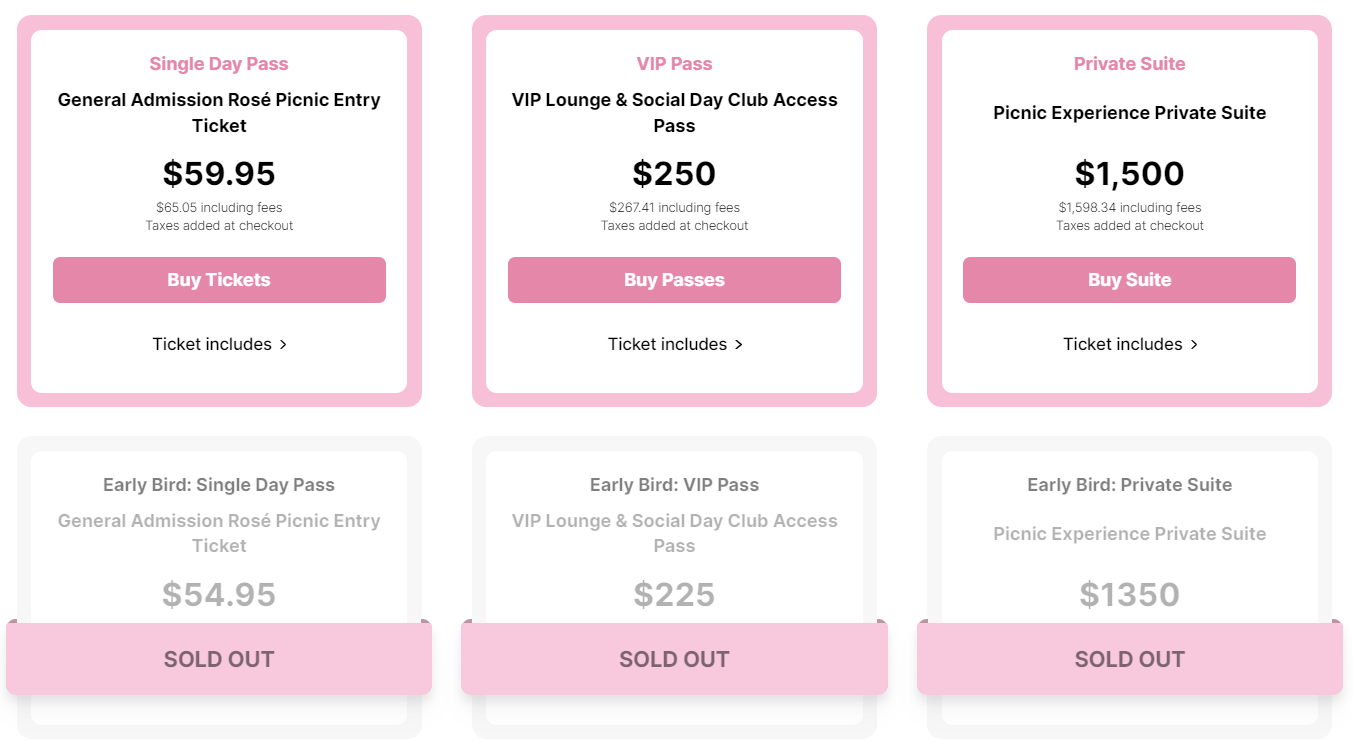 Single Day Pass
General Admission Rosé Picnic Entry
Ticket
$59.95
$65.05 including fees
Taxes added at checkout
Buy Tickets
Ticket includes >
VIP Pass
VIP Lounge & Social Day Club Access
Pass
$250
$267.41 including fees
Taxes added at checkout
Buy Passes
Ticket includes >
Private Suite
Picnic Experience Private Suite
$1,500
$1,598.34 including fees
Taxes added at checkout
Buy Suite
Ticket includes >
Early Bird: Single Day Pass
General Admission Rosé Picnic Entry
Ticket
$54.95
SOLD OUT
Early Bird: VIP Pass
VIP Lounge & Social Day Club Access
Pass
$225
SOLD OUT
Early Bird: Private Suite
Picnic Experience Private Suite
$1350
SOLD OUT